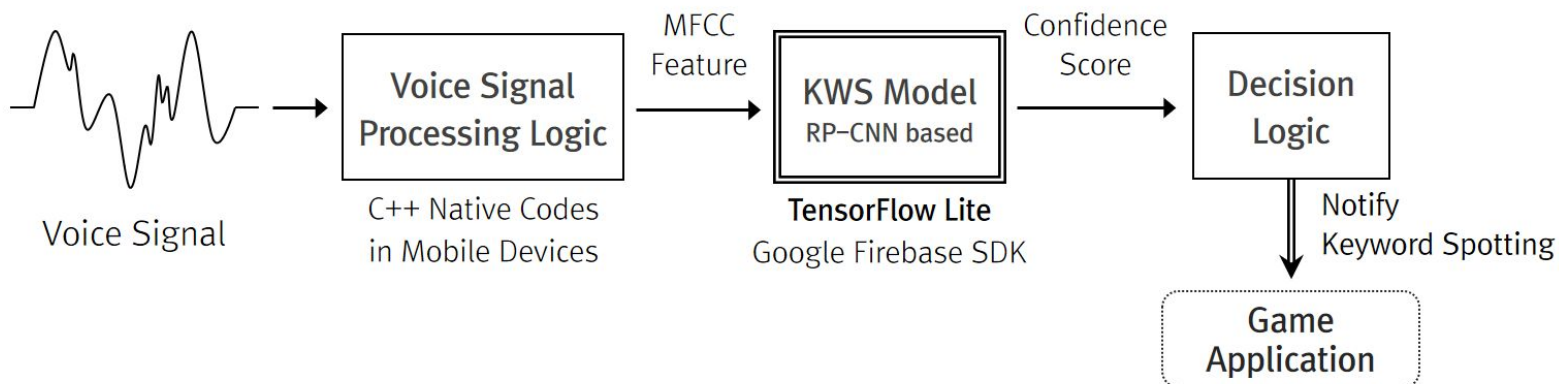 Voice Signal
Voice Signal
Processing Logic
C++ Native Codes
in Mobile Devices
MFCC
Feature
KWS Model
RP-CNN based
TensorFlow Lite
Google Firebase SDK
Confidence
Score
Decision
Logic
Notify
Keyword Spotting
Game
Application